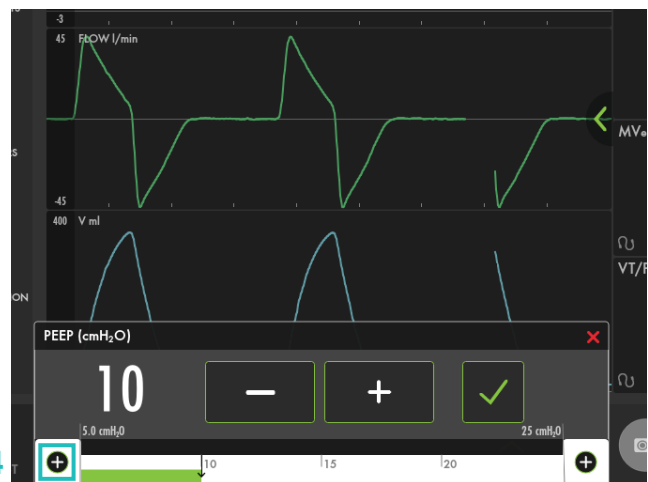 -3
45 FLOW l/min
MVe
S
-45
400 V ml
VT/F
ON
PEEP (cmH₂O)
10
5.0 cmH₂O 25 cmH₂O
10 15 20
4 T